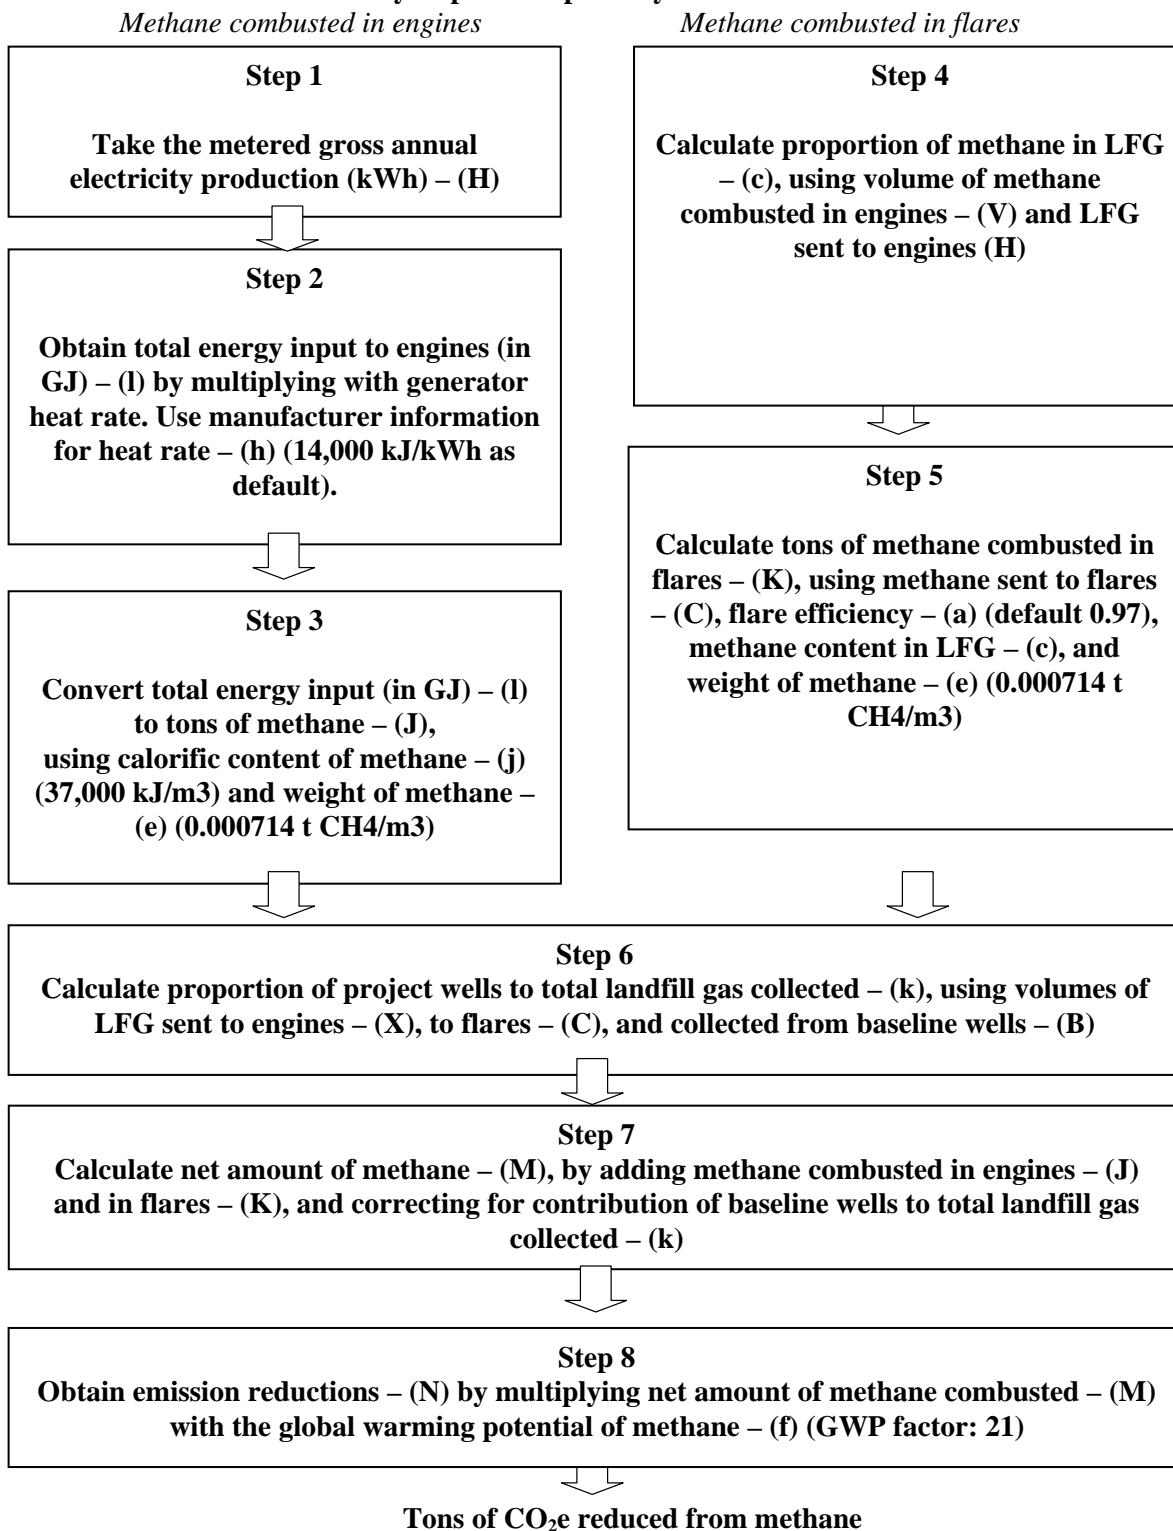 Methane combusted in engines
Methane combusted in flares
Step 1
Take the metered gross annual
electricity production (kWh) – (H)
Step 2
Obtain total energy input to engines (in
GJ) – (l) by multiplying with generator
heat rate. Use manufacturer information
for heat rate – (h) (14,000 kJ/kWh as
default).
Step 3
Convert total energy input (in GJ) – (l)
to tons of methane – (J),
using calorific content of methane – (j)
(37,000 kJ/m3) and weight of methane –
(e) (0.000714 t CH4/m3)
Step 4
Calculate proportion of methane in LFG
– (c), using volume of methane
combusted in engines – (V) and LFG
sent to engines (H)
Step 5
Calculate tons of methane combusted in
flares – (K), using methane sent to flares
– (C), flare efficiency – (a) (default 0.97),
methane content in LFG – (c), and
weight of methane – (e) (0.000714 t
CH4/m3)
Step 6
Calculate proportion of project wells to total landfill gas collected – (k), using volumes of
LFG sent to engines – (X), to flares – (C), and collected from baseline wells – (B)
Step 7
Calculate net amount of methane – (M), by adding methane combusted in engines – (J)
and in flares – (K), and correcting for contribution of baseline wells to total landfill gas
collected – (k)
Step 8
Obtain emission reductions – (N) by multiplying net amount of methane combusted – (M)
with the global warming potential of methane – (f) (GWP factor: 21)
Tons of CO₂e reduced from methane